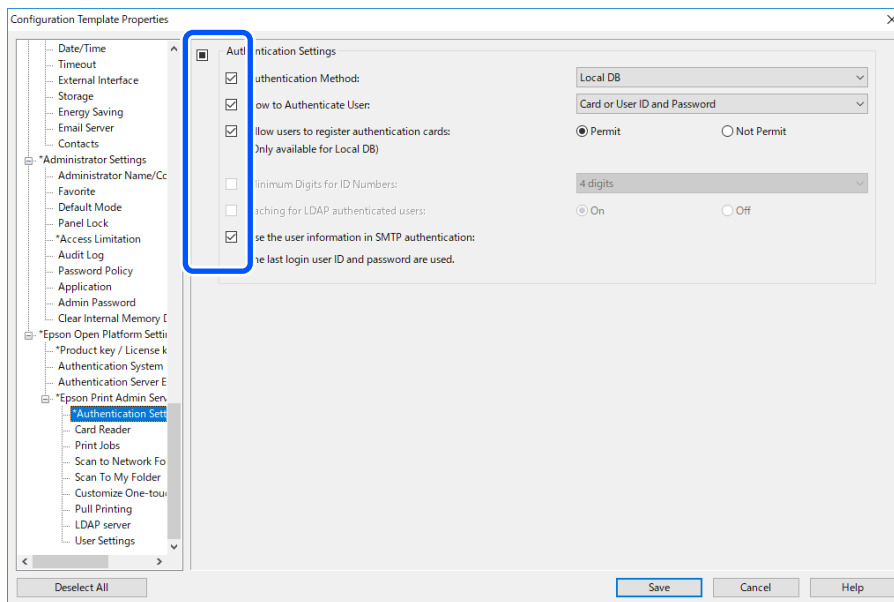 Configuration Template Properties
Date/Time
Timeout
External Interface
Storage
Energy Saving
Email Server
Contacts
*Administrator Settings
Administrator Name/Co
Favorite
Default Mode
Panel Lock
*Access Limitation
Audit Log
Password Policy
Application
Admin Password
Clear Internal Memory D
*Epson Open Platform Settin
*Product key / License k
Authentication System
Authentication Server E
*Epson Print Admin Serv
*Authentication Sett
Card Reader
Print Jobs
Scan to Network Fo
Scan To My Folder
Customize One-tou
Pull Printing
LDAP server
User Settings
Authentication Settings
uthentication Method: Local DB
ow to Authenticate User: Card or User ID and Password
llow users to register authentication cards: Permit Not Permit
Only available for Local DB)
inimum Digits for ID Numbers: 4 digits
aching for LDAP authenticated users: On Off
se the user information in SMTP authentication:
he last login user ID and password are used.
Deselect All Save Cancel Help